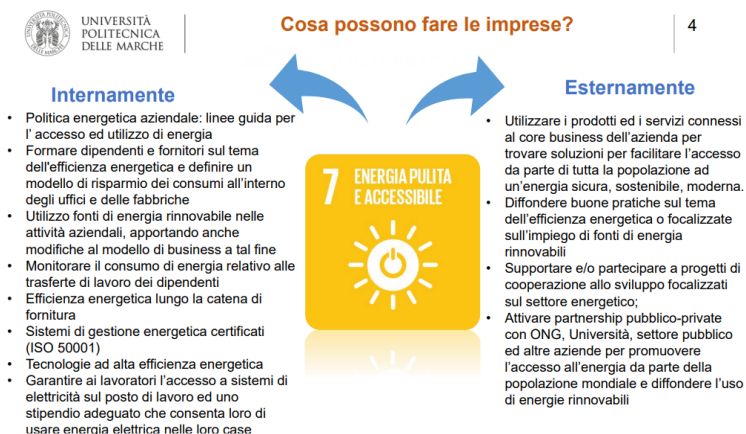 UNIVERSITÀ
POLITECNICA
DELLE MARCHE
Cosa possono fare le imprese?
4
Internamente
• Politica energetica aziendale: linee guida per
l' accesso ed utilizzo di energia
• Formare dipendenti e fornitori sul tema
dell'efficienza energetica e definire un
modello di risparmio dei consumi all'interno
degli uffici e delle fabbriche
• Utilizzo fonti di energia rinnovabile nelle
attività aziendali, apportando anche
modifiche al modello di business a tal fine
• Monitorare il consumo di energia relativo alle
trasferte di lavoro dei dipendenti
• Efficienza energetica lungo la catena di
fornitura
• Sistemi di gestione energetica certificati
(ISO 50001)
• Tecnologie ad alta efficienza energetica
• Garantire ai lavoratori l'accesso a sistemi di
elettricità sul posto di lavoro ed uno
stipendio adeguato che consenta loro di
usare energia elettrica nelle loro case
7 ENERGIA PULITA
E ACCESSIBILE
Esternamente
• Utilizzare i prodotti ed i servizi connessi
al core business dell'azienda per
trovare soluzioni per facilitare l'accesso
da parte di tutta la popolazione ad
un'energia sicura, sostenibile, moderna.
• Diffondere buone pratiche sul tema
dell'efficienza energetica o focalizzate
sull'impiego di fonti di energia
rinnovabili
• Supportare e/o partecipare a progetti di
cooperazione allo sviluppo focalizzati
sul settore energetico;
• Attivare partnership pubblico-private
con ONG, Università, settore pubblico
ed altre aziende per promuovere
l'accesso all'energia da parte della
popolazione mondiale e diffondere l'uso
di energie rinnovabili